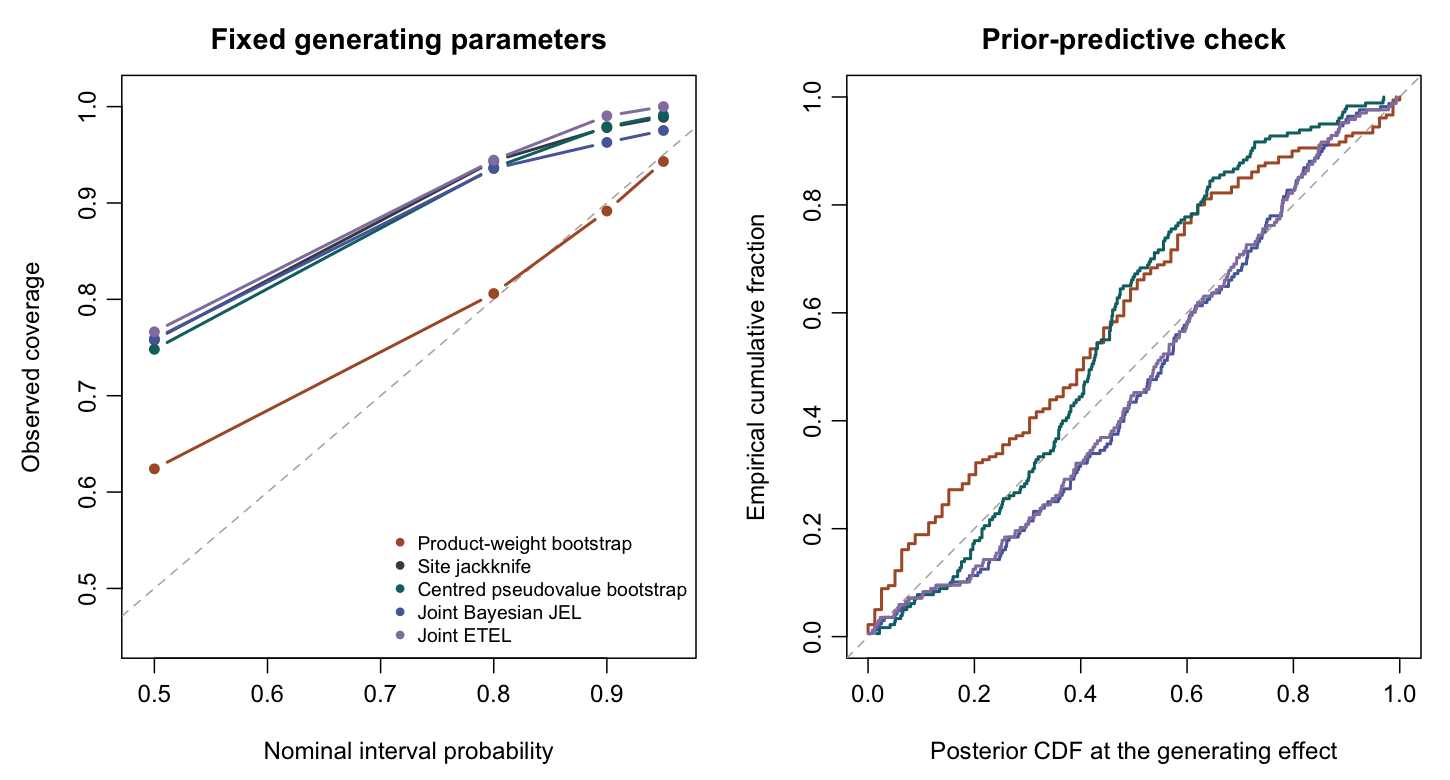 Fixed generating parameters
Observed coverage
1.0
0.9
0.8
0.7
0.6
0.5
Product-weight bootstrap
Site jackknife
Centred pseudovalue bootstrap
Joint Bayesian JEL
Joint ETEL
0.5 0.6 0.7 0.8 0.9
Nominal interval probability
Prior-predictive check
Empirical cumulative fraction
1.0
0.8
0.6
0.4
0.2
0.0
0.0 0.2 0.4 0.6 0.8 1.0
Posterior CDF at the generating effect